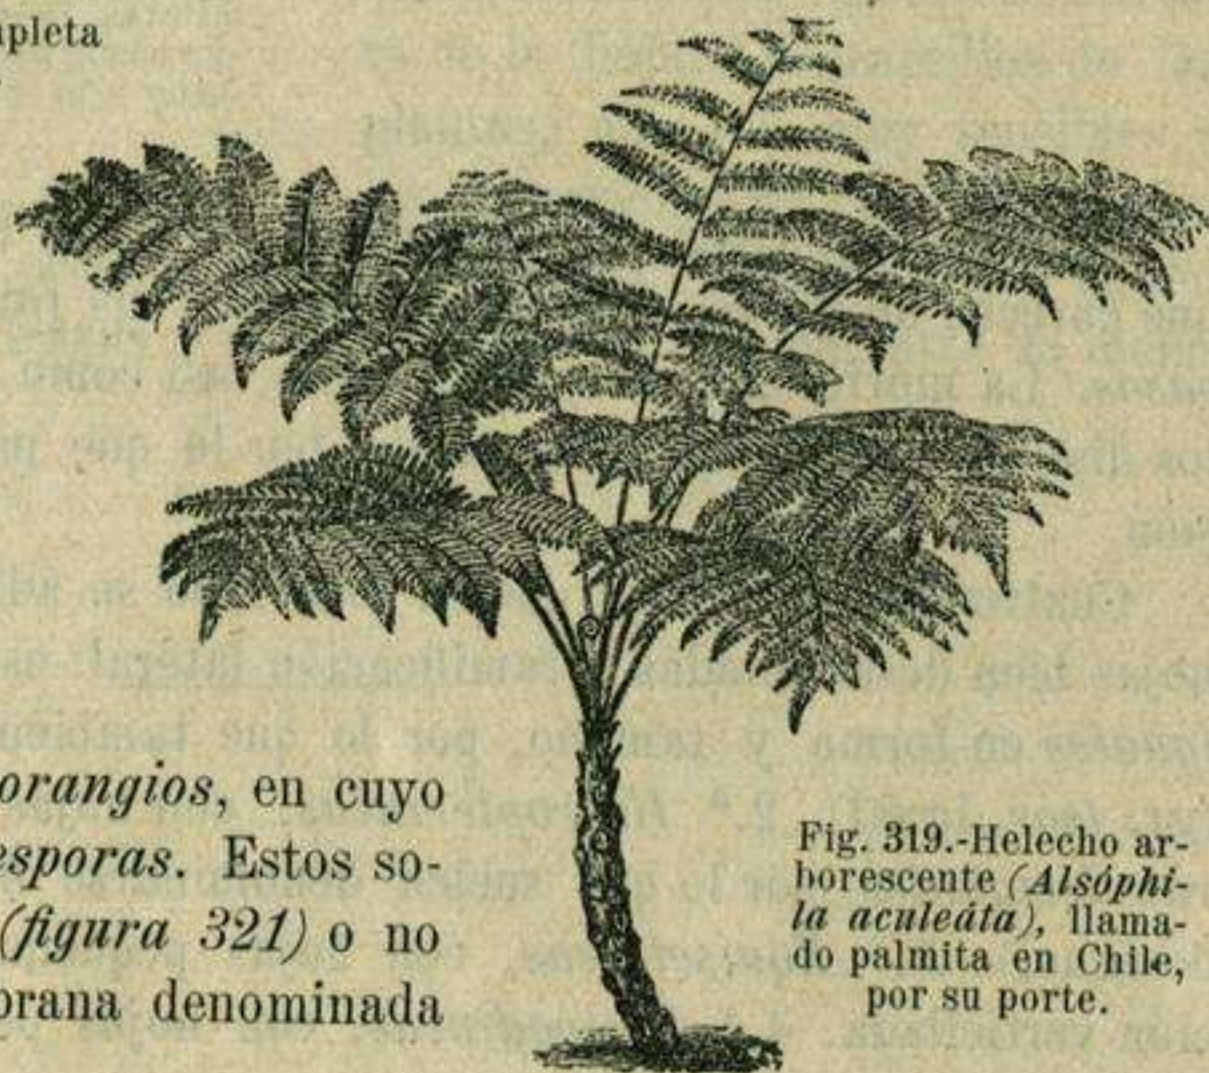 pleta
orangios, en cuyo
esporas. Estos so-
(figura 321) o no
brana denominada
Fig. 319.-Helecho ar-
borescente (Alsóphi-
la aculeáta), llama-
do palmita en Chile,
por su porte.